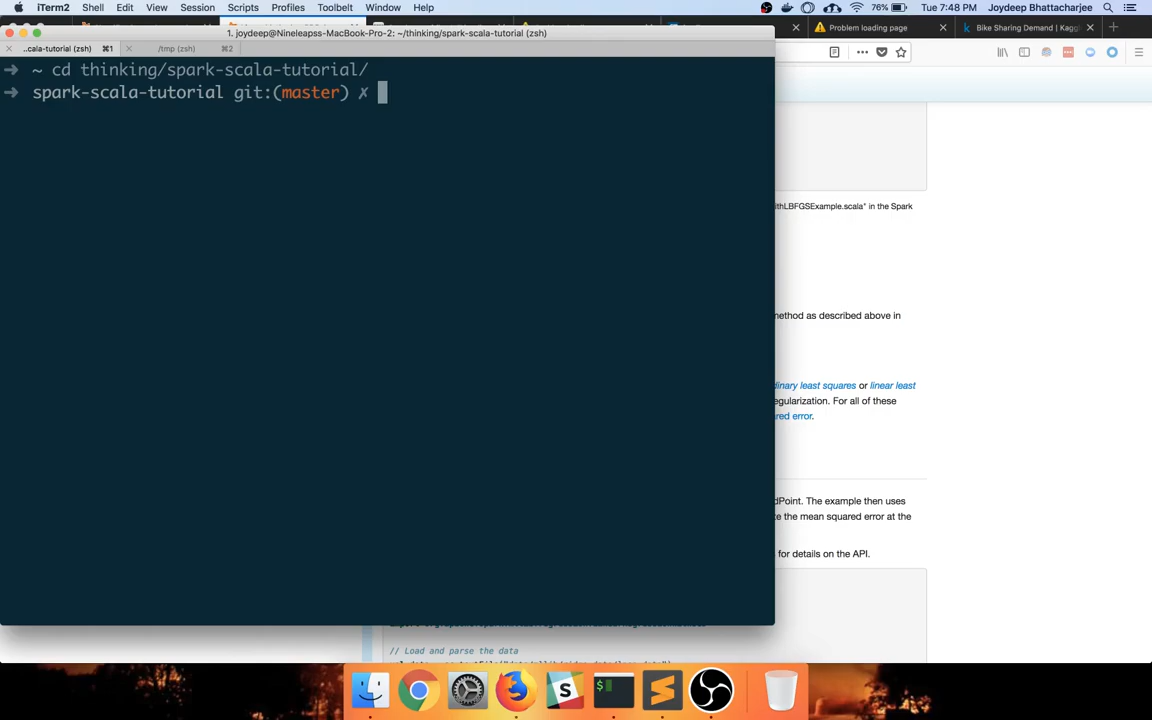 iTerm2 Shell Edit View Session Scripts Profiles Toolbelt Window Help 76% Tue 7:48 PM Joydeep Bhattacharjee
1. joydeep@Nineleapss-MacBook-Pro-2: ~/thinking/spark-scala-tutorial (zsh)
Problem loading page
Bike Sharing Demand | Kaggl
..cala-tutorial (zsh) ⌘1
/tmp (zsh) ⌘2
→ ~ cd thinking/spark-scala-tutorial/
→ spark-scala-tutorial git:(master) ✗
ithLBFGSExample.scala" in the Spark
method as described above in
dinary least squares or linear least
egularization. For all of these
ared error.
dPoint. The example then uses
te the mean squared error at the
for details on the API.
// Load and parse the data